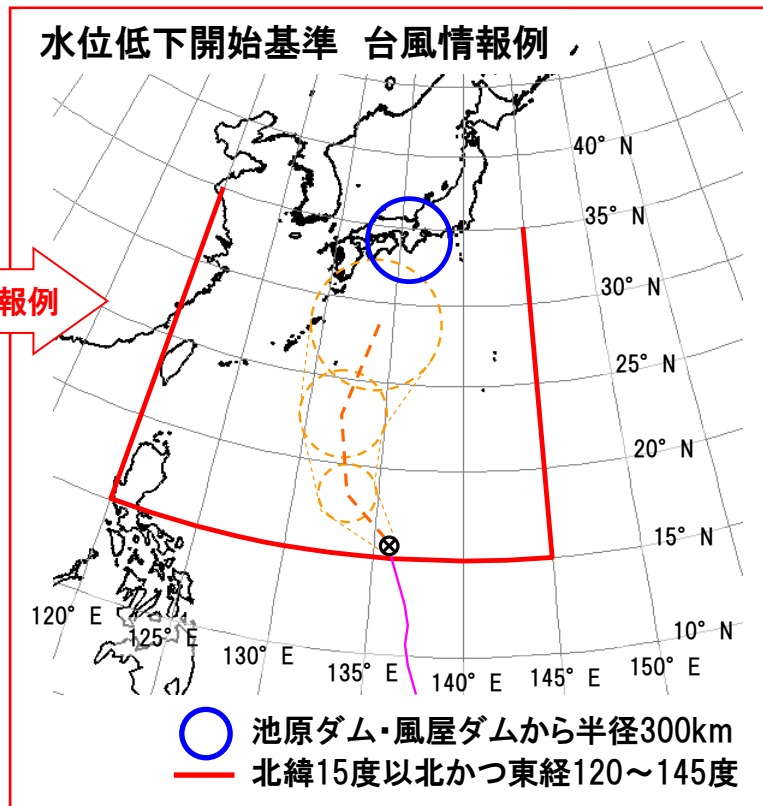 水位低下開始基準 台風情報例
40° N
35° N
報例
30° N
25° N
20° N
15° N
120° E
125° E
10° N
130° E
135° E
140° E
145° E
150° E
池原ダム・風屋ダムから半径300km
北緯15度以北かつ東経120～145度